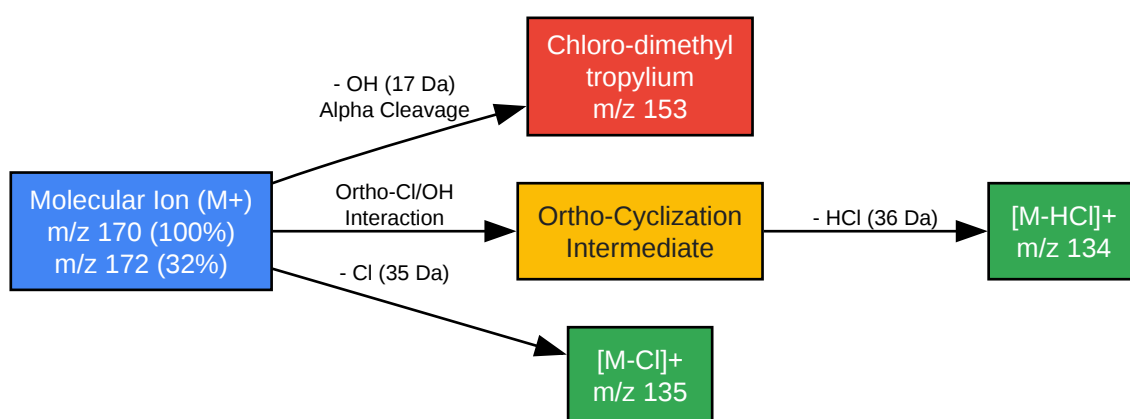 Chloro-dimethyl
tropylium
m/z 153
- OH (17 Da)
Alpha Cleavage
Molecular Ion (M+)
m/z 170 (100%)
m/z 172 (32%)
Ortho-Cl/OH
Interaction
Ortho-Cyclization
Intermediate
- HCl (36 Da)
[M-HCl]+
m/z 134
- Cl (35 Da)
[M-Cl]+
m/z 135